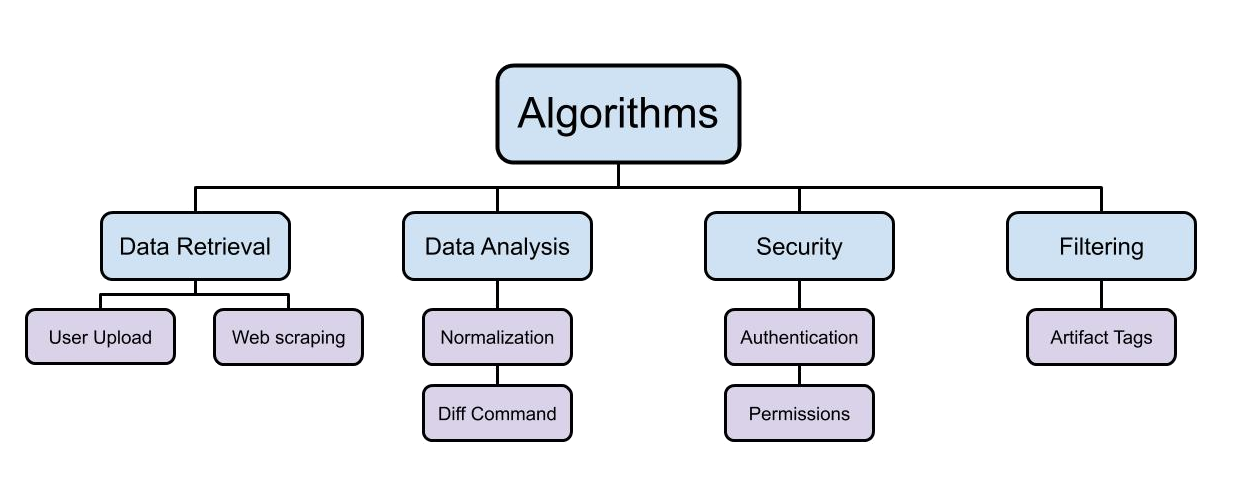 Algorithms
Data Retrieval
Data Analysis
Security
Filtering
User Upload
Web scraping
Normalization
Authentication
Artifact Tags
Diff Command
Permissions